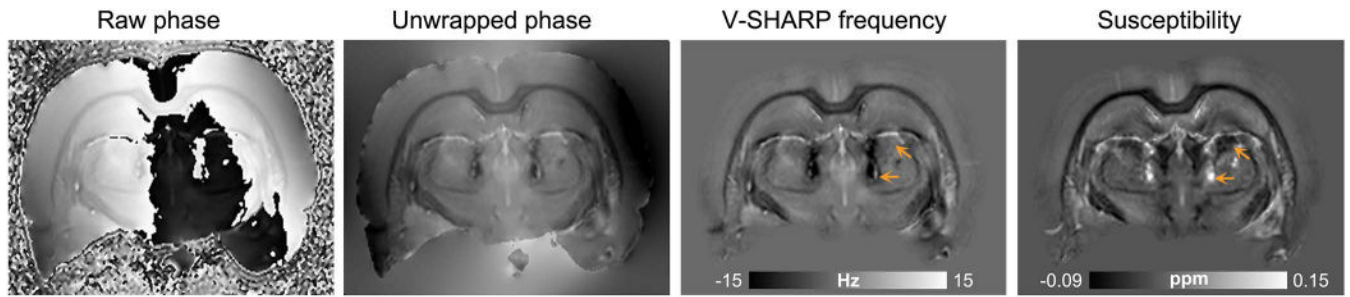 Raw phase
Unwrapped phase
V-SHARP frequency
Susceptibility
-15 Hz 15
-0.09 ppm 0.15